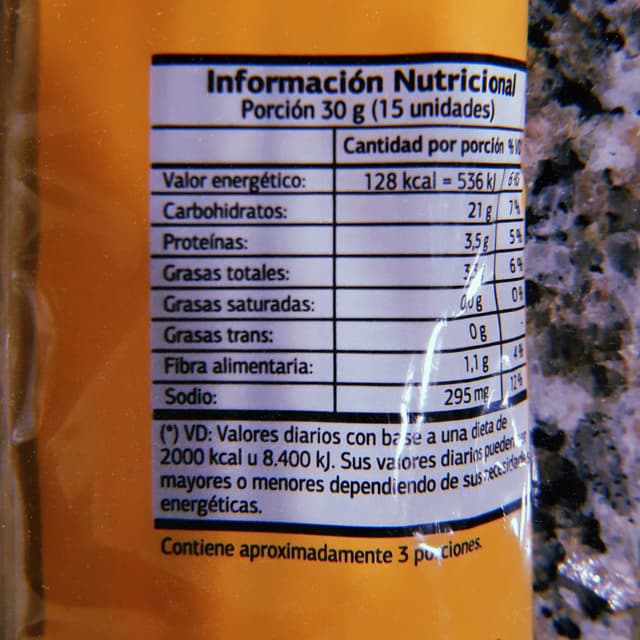 Información Nutricional
Porción 30 g (15 unidades)
Cantidad por porción
Valor energético: 128 kcal = 536 kJ 6%
Carbohidratos: 21 g 7%
Proteínas: 3,5 g 5%
Grasas totales: 6%
Grasas saturadas: g 0%
Grasas trans: 0g -
Fibra alimentaria: 1,1 g 4%
Sodio: 295 mg 12%
(*) VD: Valores diarios con base a una dieta de
2000 kcal u 8.400 kJ. Sus valores diarios pueden ser
mayores o menores dependiendo de sus necesidades
energéticas.
Contiene aproximadamente 3 porciones.